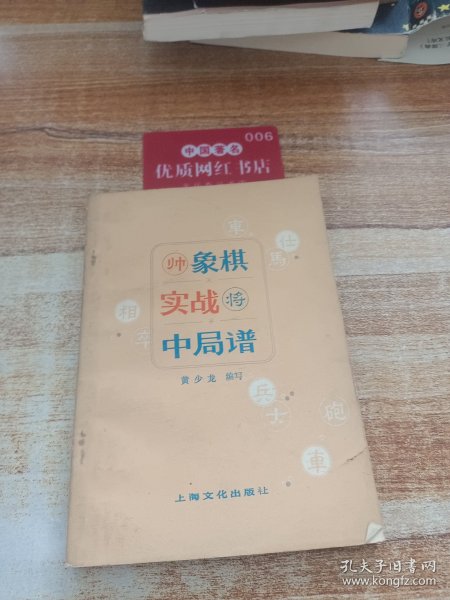 006
中国著名
优质网红书店
車
仕
馬
帅 象棋
实战 将
中局谱
相
卒
黄少龙 编写
兵
士
砲
車
上海文化出版社
孔夫子旧书网
www.kongfz.com